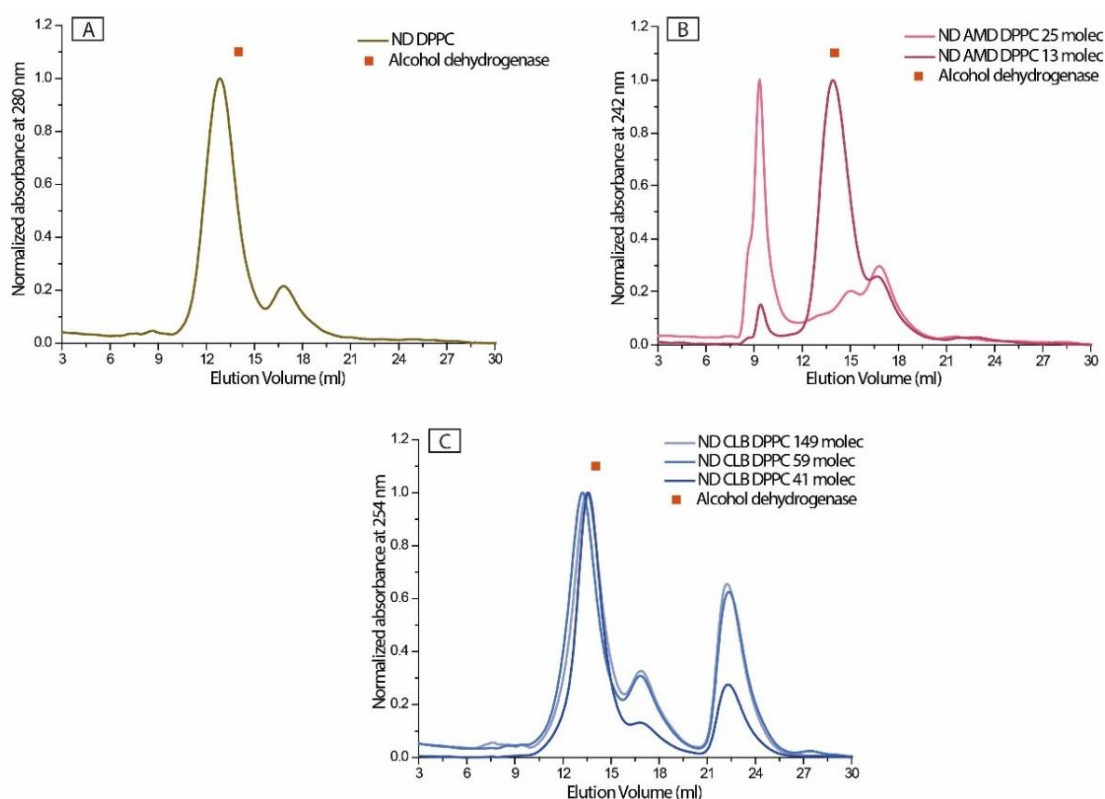 A
ND DPPC
Alcohol dehydrogenase
Normalized absorbance at 280 nm
1.2
1.0
0.8
0.6
0.4
0.2
0.0
3 6 9 12 15 18 21 24 27 30
Elution Volume (ml)
B
ND AMD DPPC 25 molec
ND AMD DPPC 13 molec
Alcohol dehydrogenase
Normalized absorbance at 242 nm
1.2
1.0
0.8
0.6
0.4
0.2
0.0
3 6 9 12 15 18 21 24 27 30
Elution Volume (ml)
C
ND CLB DPPC 149 molec
ND CLB DPPC 59 molec
ND CLB DPPC 41 molec
Alcohol dehydrogenase
Normalized absorbance at 254 nm
1.2
1.0
0.8
0.6
0.4
0.2
0.0
3 6 9 12 15 18 21 24 27 30
Elution Volume (ml)